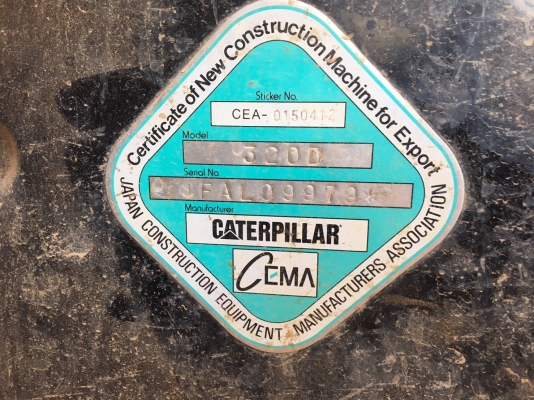 Certificate of New Construction Machine for Export
Sticker No.
CEA-0150412
Model
320D
Serial No.
**FAL09979*
Manufacturer
CATERPILLAR
CEMA
JAPAN CONSTRUCTION EQUIPMENT MANUFACTURERS ASSOCIATION